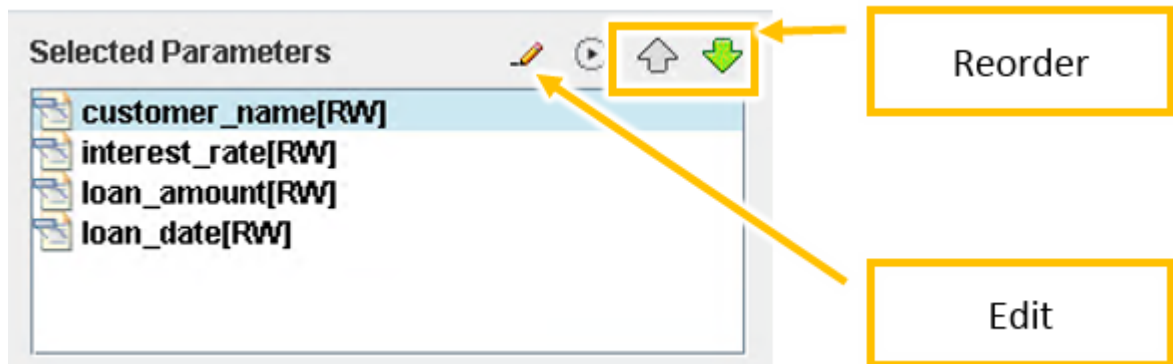 Selected Parameters
Reorder
customer_name[RW]
interest_rate[RW]
loan_amount[RW]
loan_date[RW]
Edit